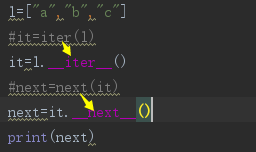 l=["a","b","c"]
#it=iter(l)
it=l.__iter__()
#next=next(it)
next=it.__next__()
print(next)